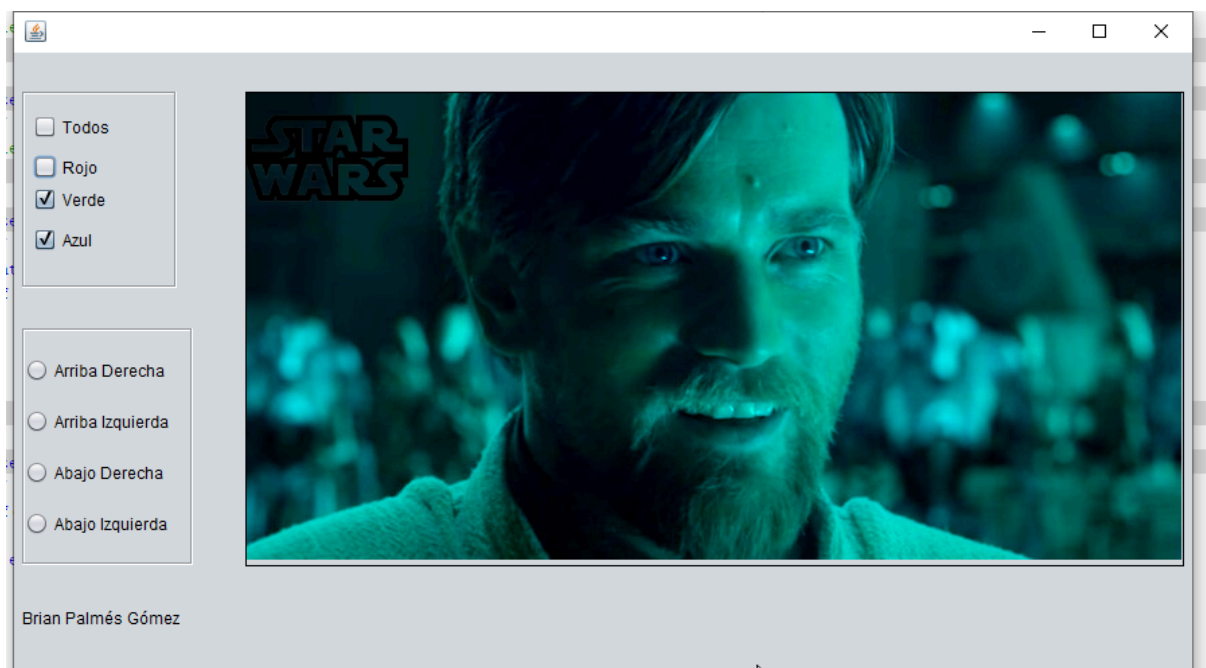 Todos
Rojo
Verde
Azul
STAR
WARS
Arriba Derecha
Arriba Izquierda
Abajo Derecha
Abajo Izquierda
Brian Palmés Gómez